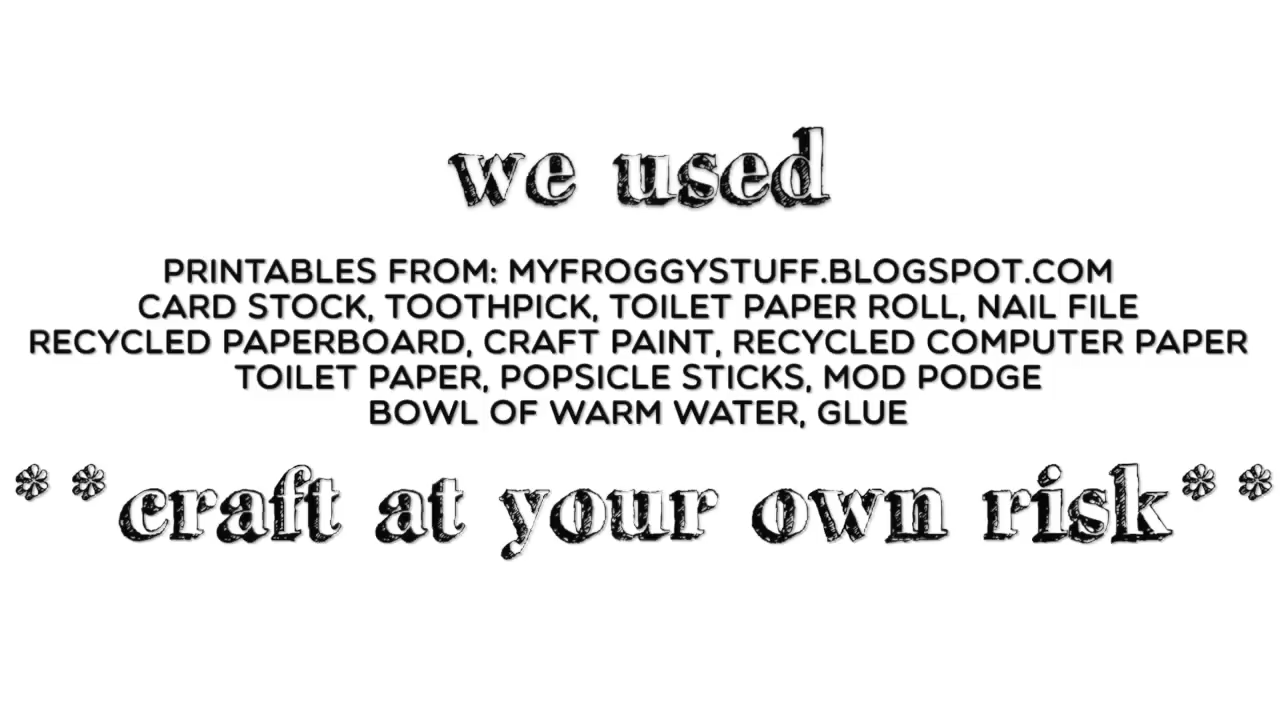 we used
PRINTABLES FROM: MYFROGGYSTUFF.BLOGSPOT.COM
CARD STOCK, TOOTHPICK, TOILET PAPER ROLL, NAIL FILE
RECYCLED PAPERBOARD, CRAFT PAINT, RECYCLED COMPUTER PAPER
TOILET PAPER, POPSICLE STICKS, MOD PODGE
BOWL OF WARM WATER, GLUE
**craft at your own risk**